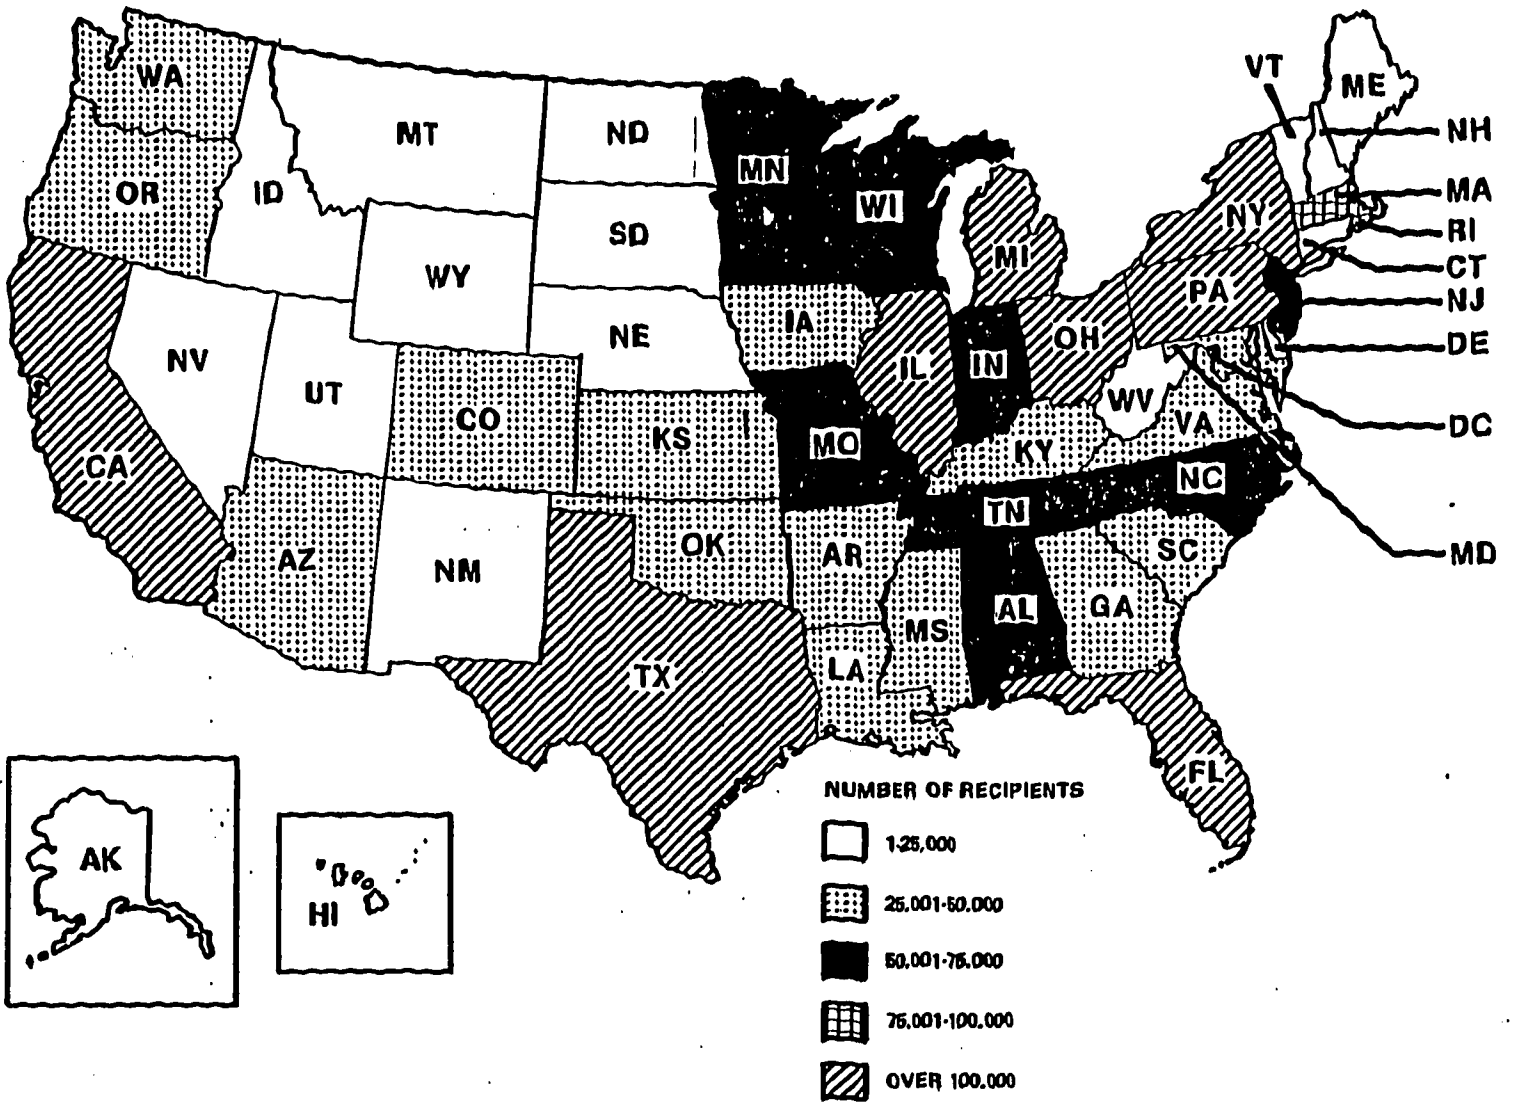 WA
MT
ND
MN
VT
ME
NH
OR
ID
SD
WI
MI
NY
MA
RI
CT
WY
NE
IA
PA
NJ
NV
UT
CO
KS
IL
IN
OH
WV
VA
DE
CA
MO
KY
DC
AZ
NM
OK
AR
TN
NC
SC
MD
TX
LA
MS
AL
GA
FL
AK
HI
NUMBER OF RECIPIENTS
1-25,000
25.001-50.000
50.001-75.000
75.001-100.000
OVER 100.000